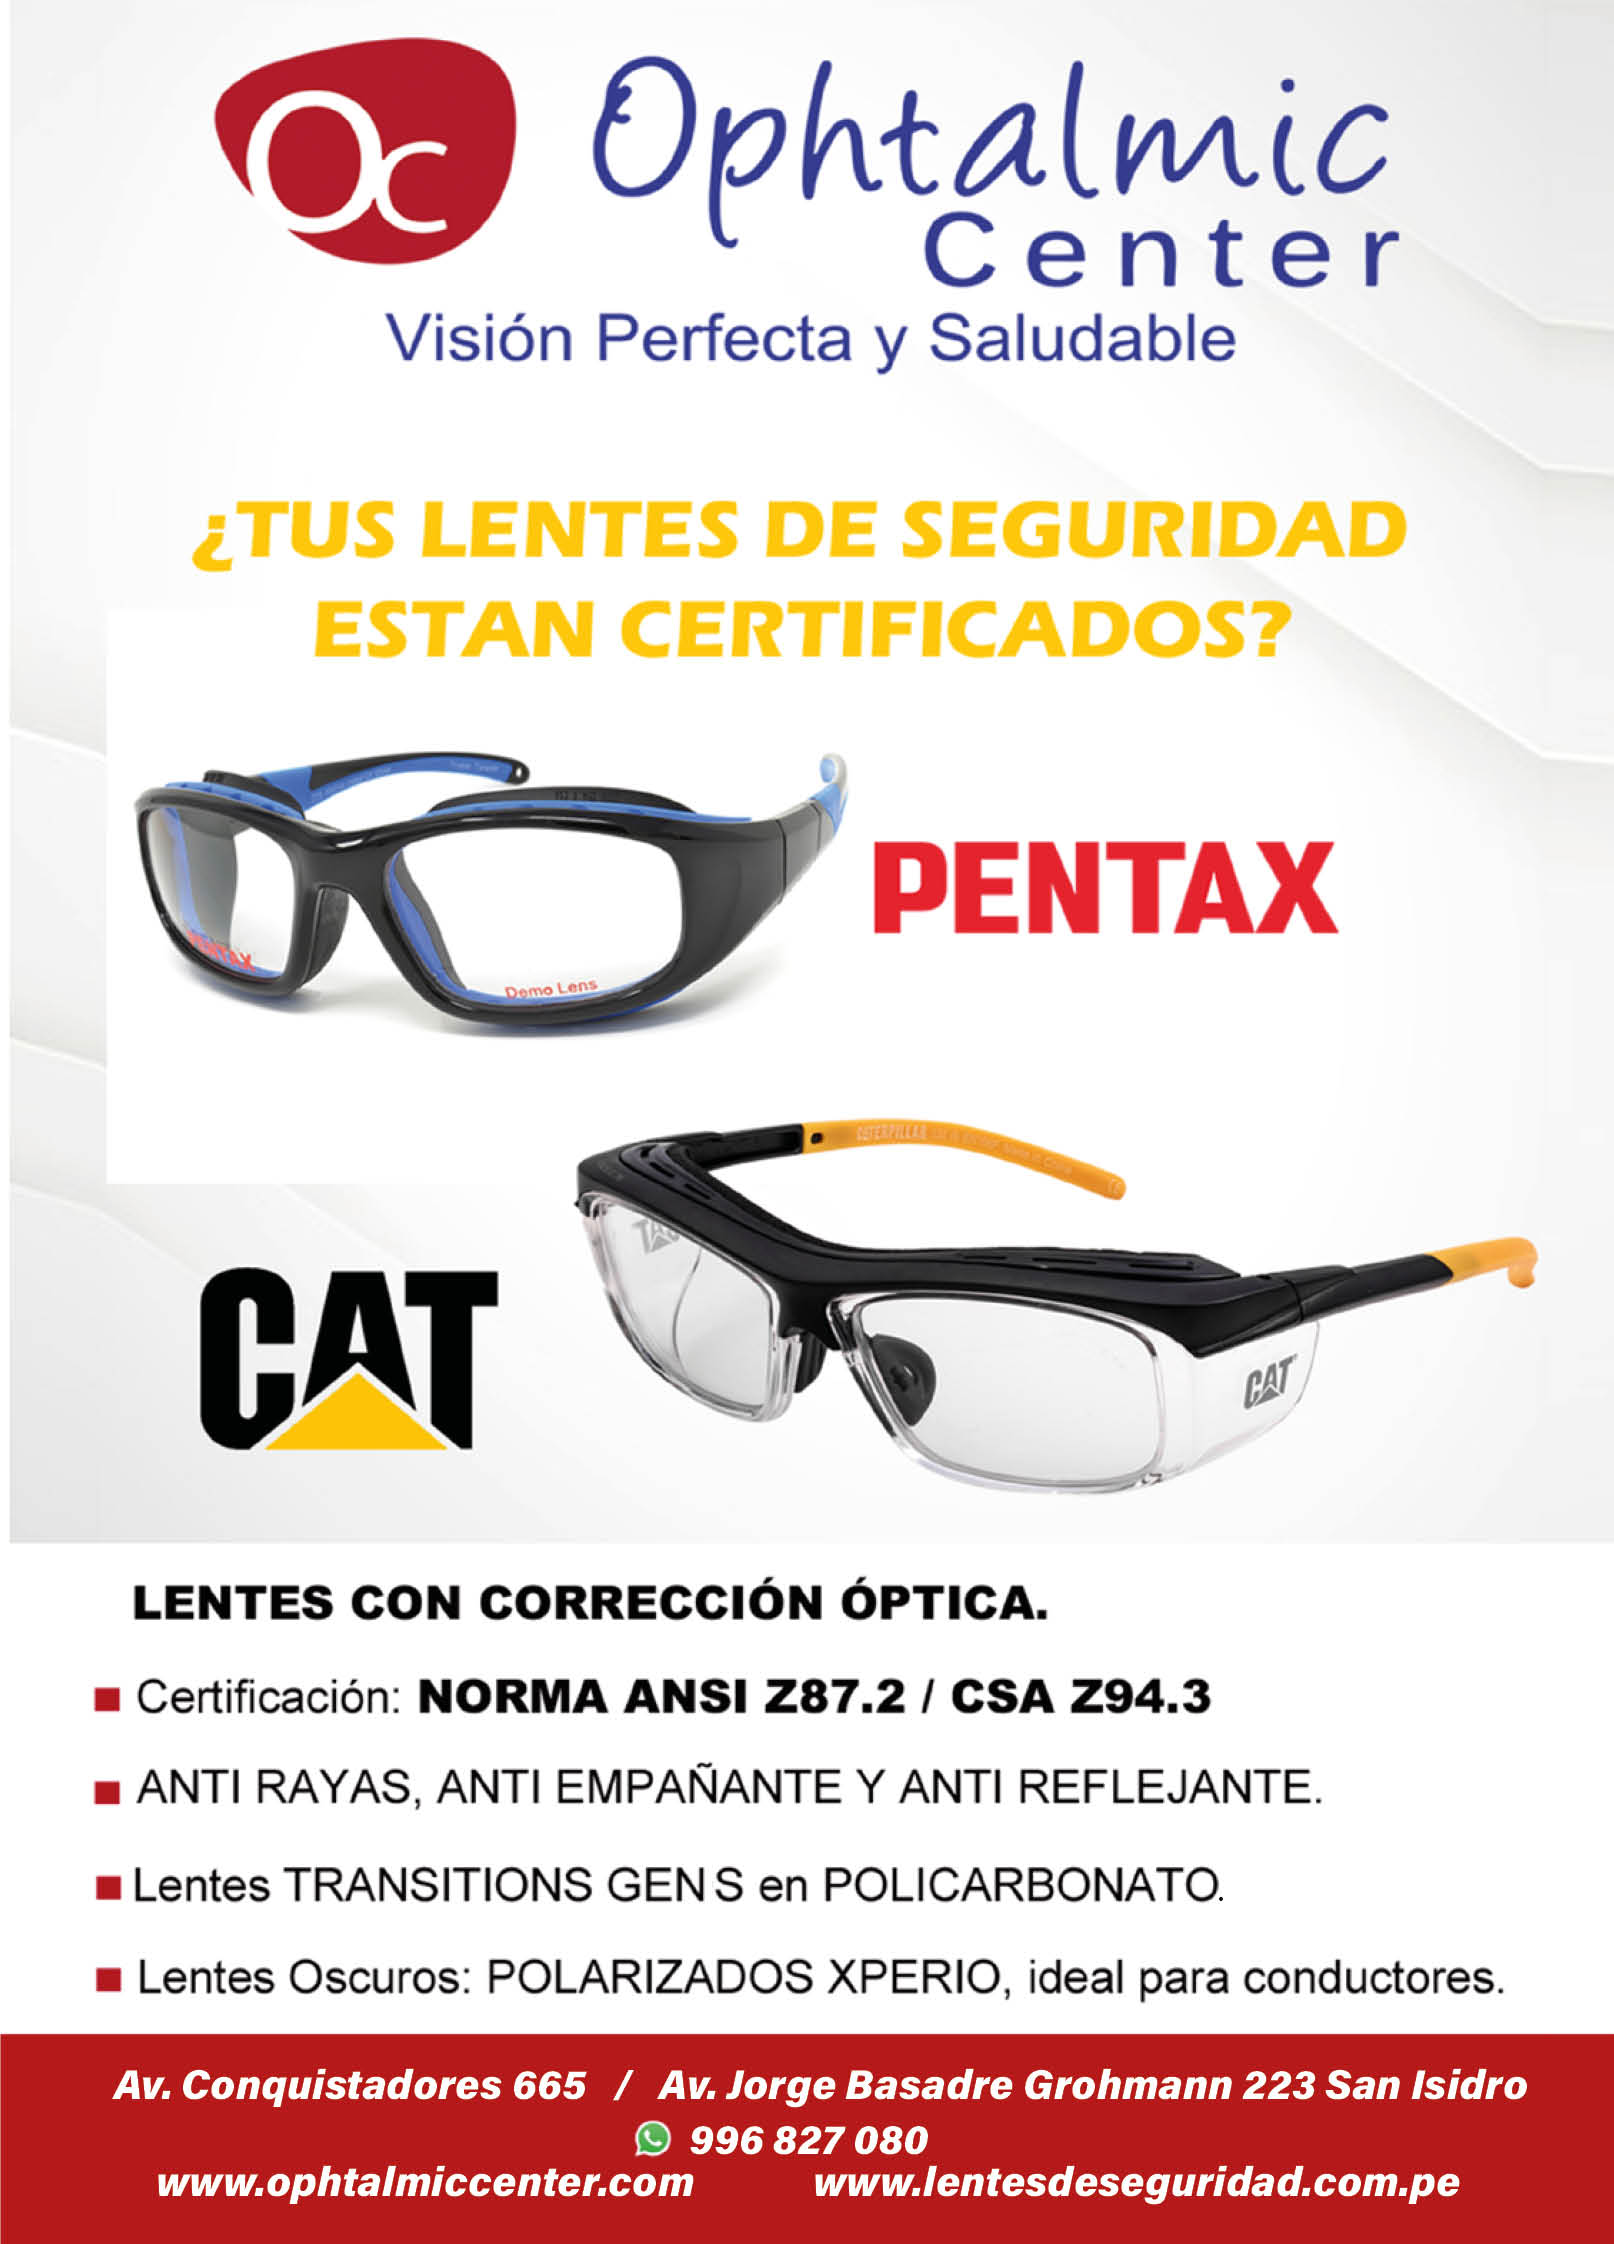 Oc
Ophtalmic
Center
Visión Perfecta y Saludable
¿TUS LENTES DE SEGURIDAD
ESTAN CERTIFICADOS?
PENTAX
PENTAX
Demo Lens
CATERPILLAR
CAT
CAT
CAT
LENTES CON CORRECCIÓN ÓPTICA.
Certificación: NORMA ANSI Z87.2 / CSA Z94.3
ANTI RAYAS, ANTI EMPAÑANTE Y ANTI REFLEJANTE.
Lentes TRANSITIONS GEN S en POLICARBONATO.
Lentes Oscuros: POLARIZADOS XPERIO, ideal para conductores.
Av. Conquistadores 665 / Av. Jorge Basadre Grohmann 223 San Isidro
996 827 080
www.ophtalmiccenter.com www.lentesdeseguridad.com.pe